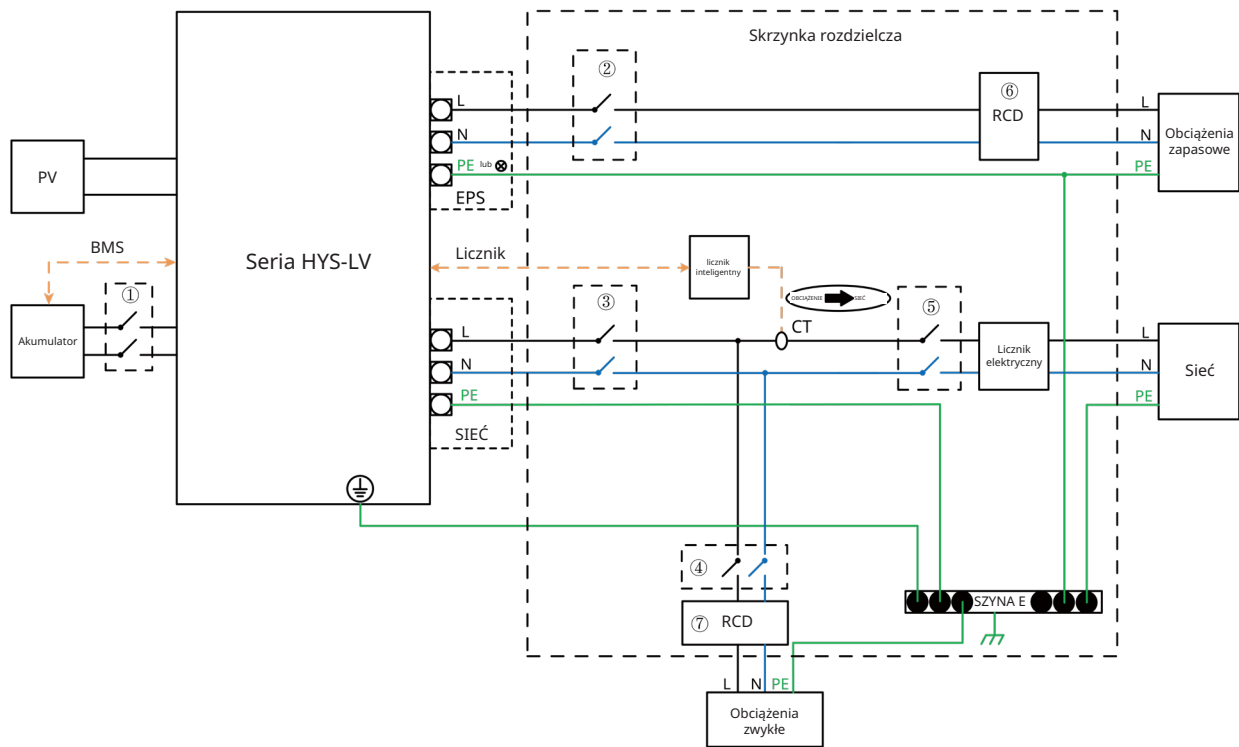 Skrzynka rozdzielcza
②
⑥
RCD
L
N
PE lub ⊗
EPS
L
N
PE
Obciążenia
zapasowe
PV
BMS
Seria HYS-LV
Licznik
licznik
inteligentny
OBCIĄŻENIE SIEĆ
①
Akumulator
③
CT
⑤
Licznik
elektryczny
L
N
PE
SIEĆ
L
N
PE
Sieć
④
⑦ RCD
SZYNA E
L N PE
Obciążenia
zwykłe